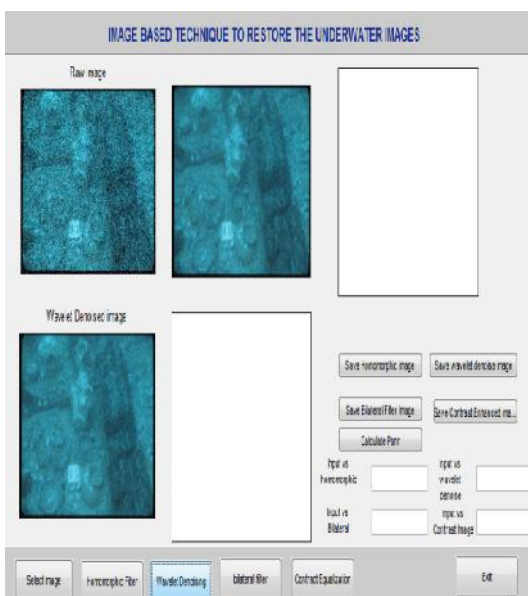 IMAGE BASED TECHNIQUE TO RESTORE THE UNDERWATER IMAGES
Raw Image
Wavelet Denoised image
Save Homomorphic Image
Save wavelet denoise image
Save Bilateral Filter Image
Save Contrast Enhanced Ima...
Calculate Psnr
Input vs
homomorphic
Input vs
wavelet
denoise
Input vs
Bilateral
Input vs
Contrast Image
Select Image
Homomorphic Filter
Wavelet Denoising
bilateral filter
Contrast Equalization
Exit